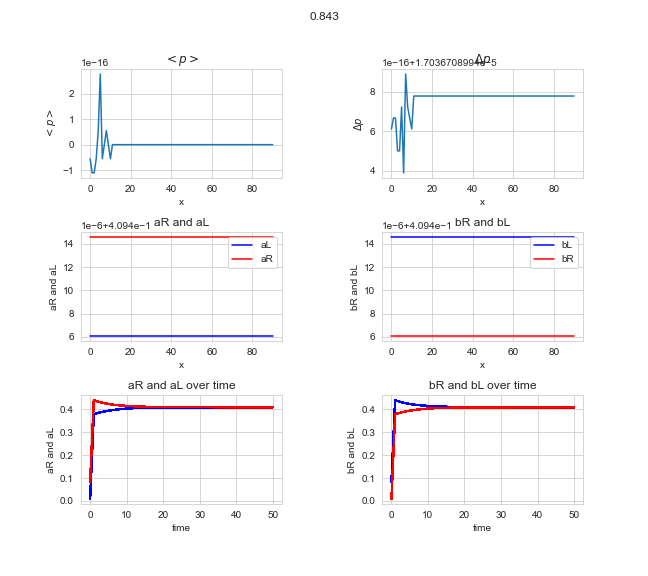 0.843
< p >
1e−16
< p >
2
1
0
−1
0 20 40 60 80
x
Δp
1e−16+1.7036708994e−5
Δp
8
6
4
0 20 40 60 80
x
aR and aL
1e−6+4.094e−1
aR and aL
14
12
10
8
6
aL
aR
0 20 40 60 80
x
bR and bL
1e−6+4.094e−1
bR and bL
14
12
10
8
6
bL
bR
0 20 40 60 80
x
aR and aL over time
aR and aL
0.4
0.3
0.2
0.1
0.0
0 10 20 30 40 50
time
bR and bL over time
bR and bL
0.4
0.3
0.2
0.1
0.0
0 10 20 30 40 50
time